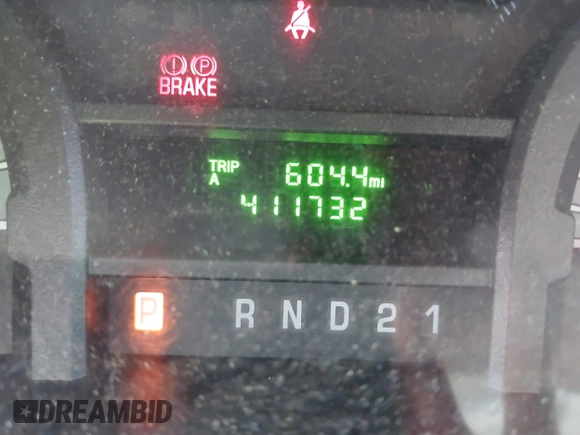 ! P
BRAKE
TRIP 604.4mi
A
411732
P R N D 2 1
DREAMBID